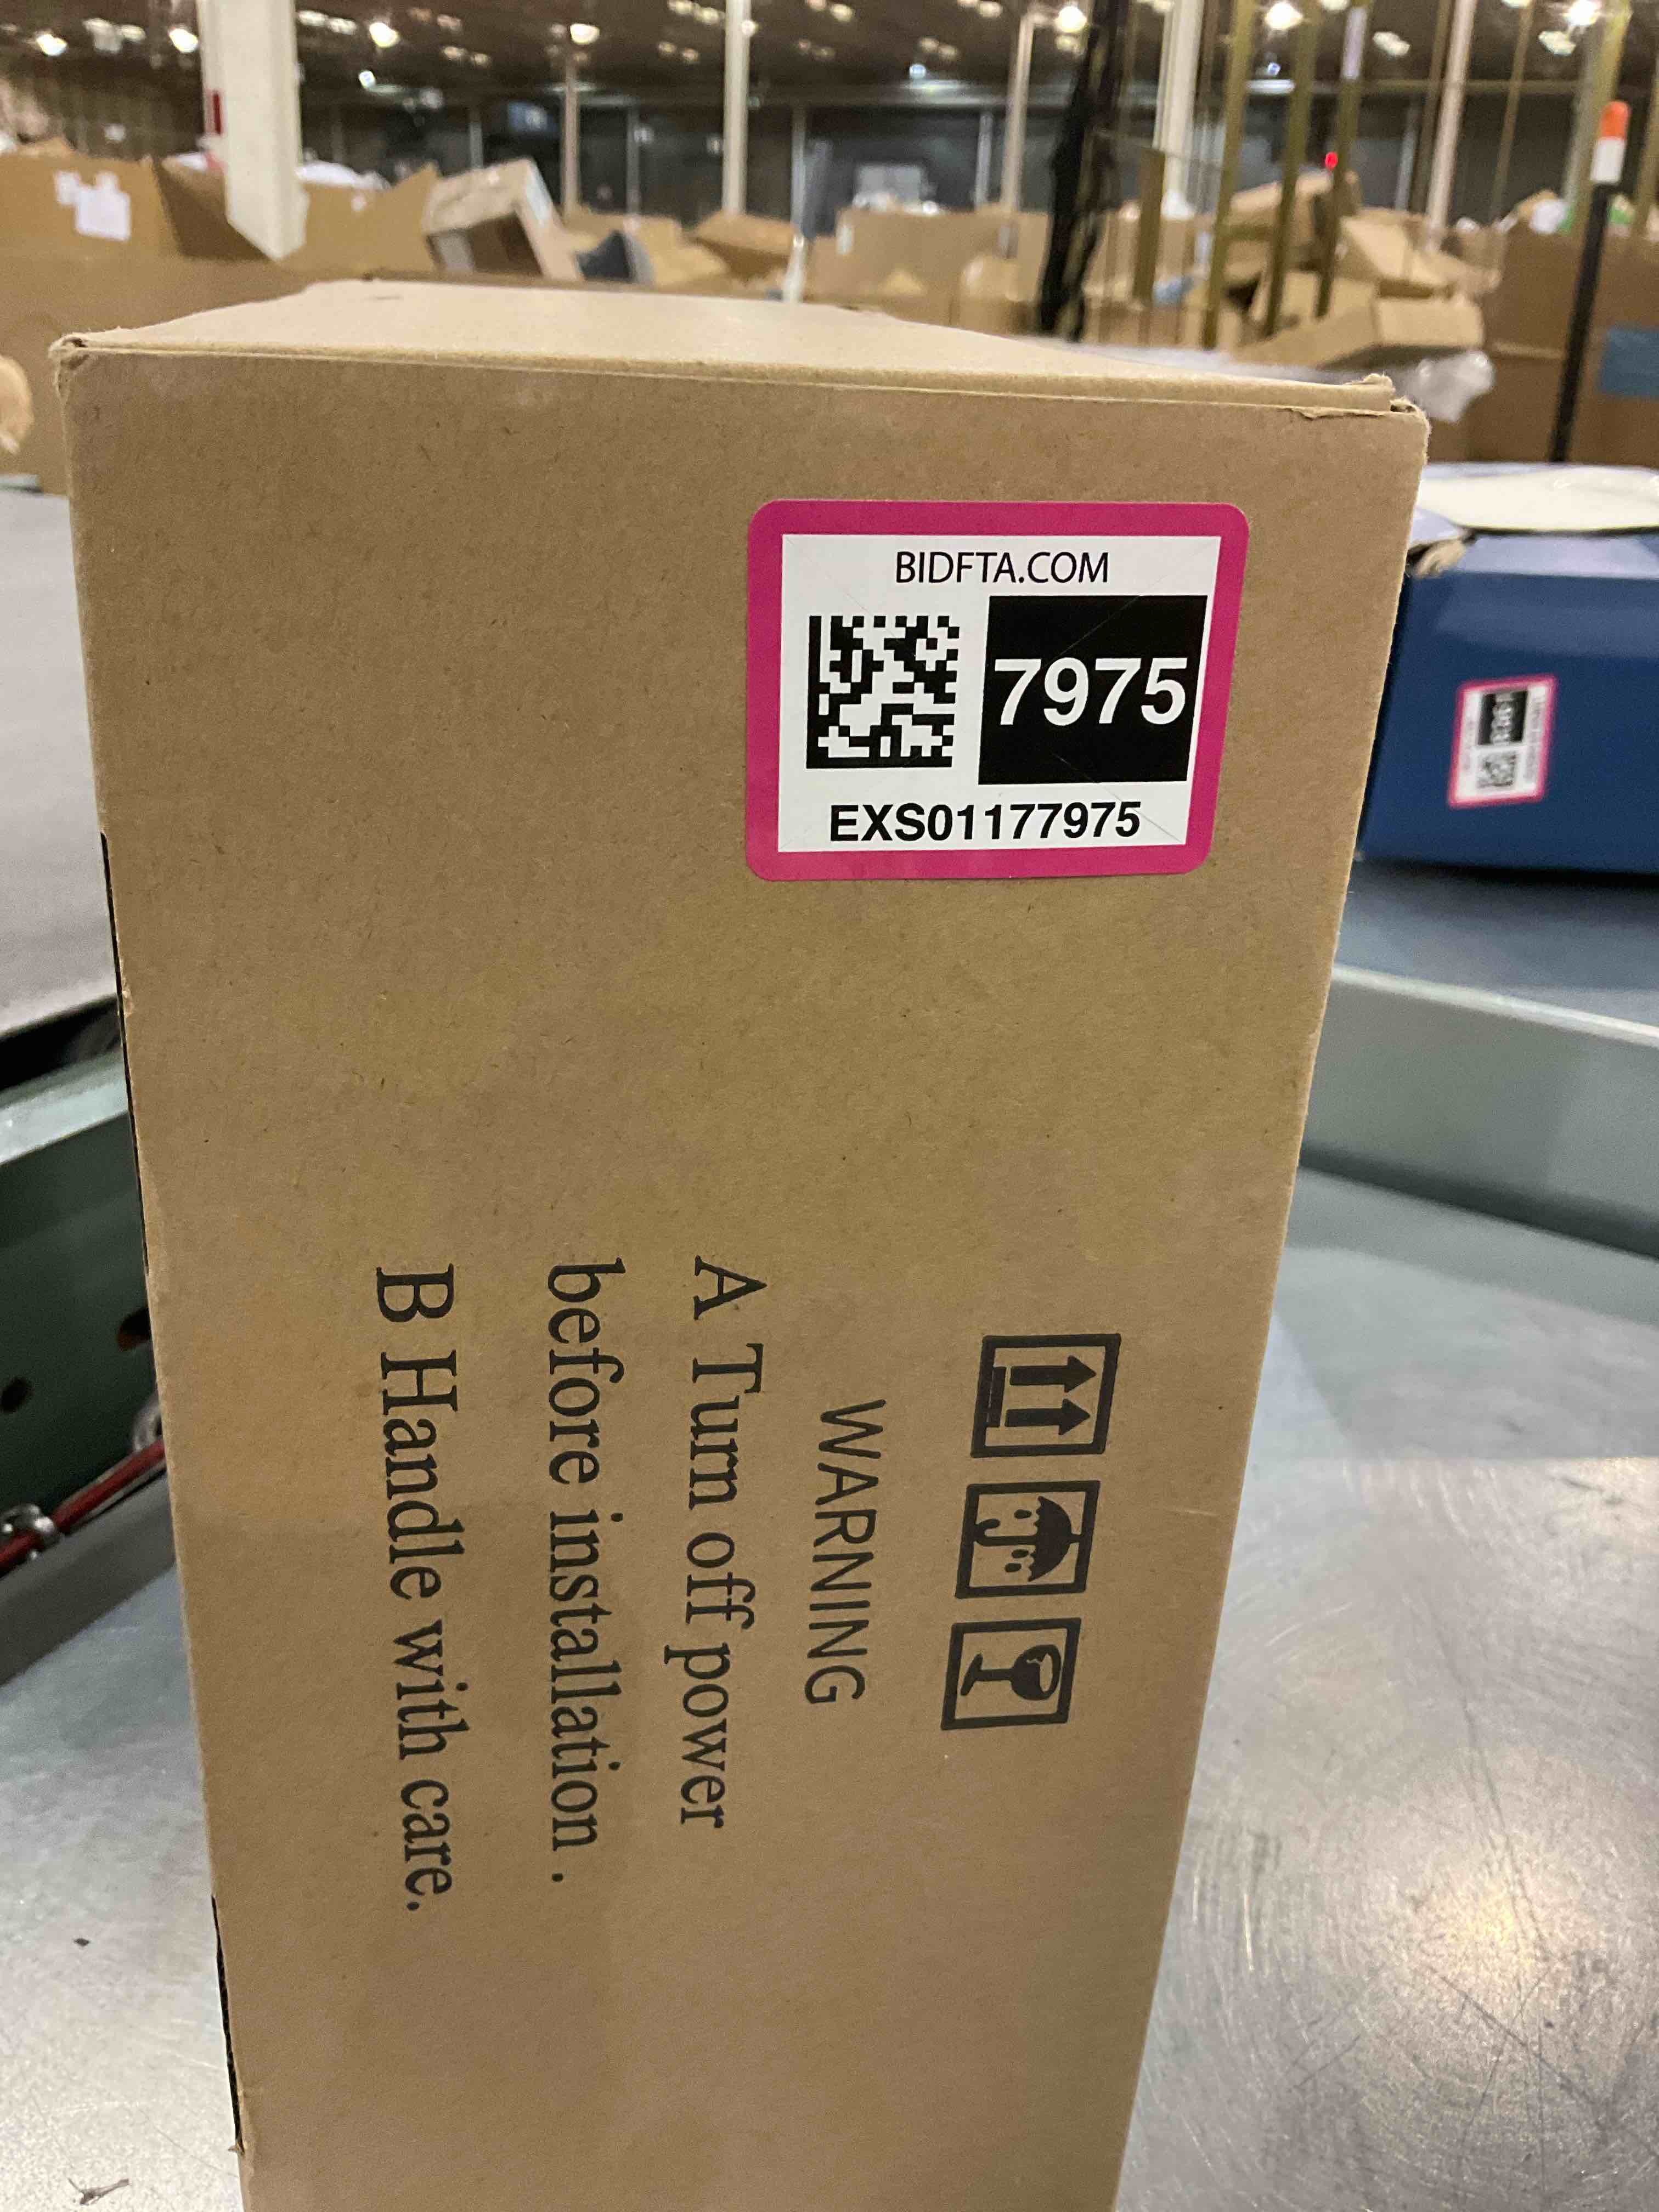 BIDFTA.COM
7975
EXS01177975
WARNING
A Turn off power
before installation .
B Handle with care.